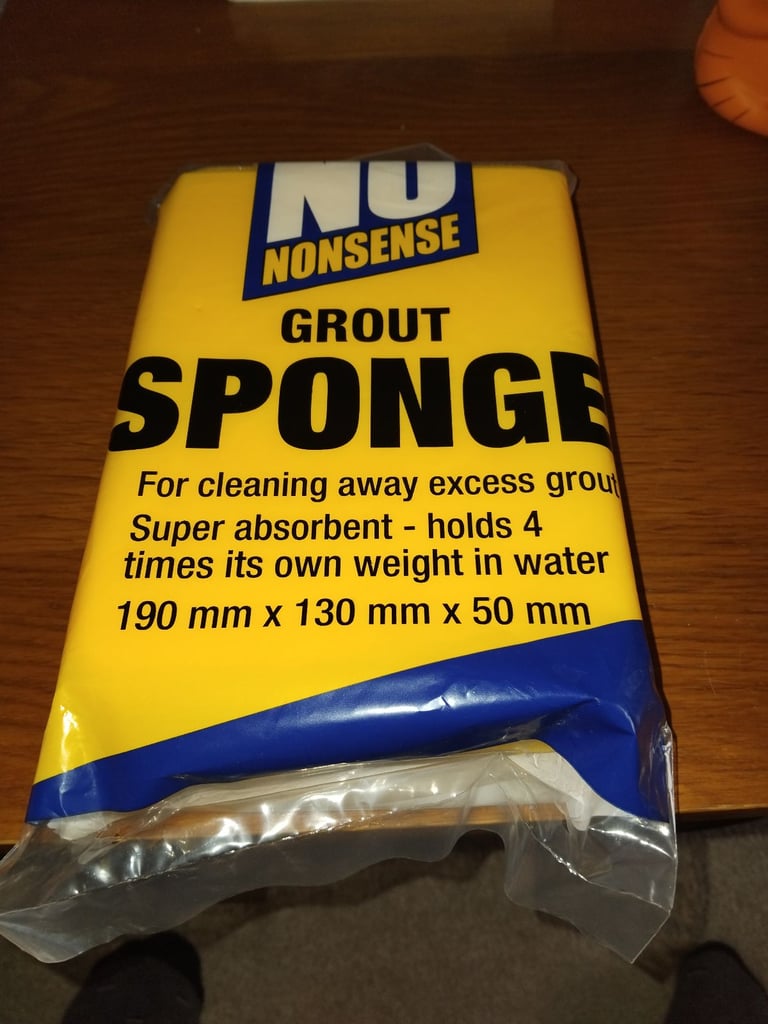 NO
NONSENSE
GROUT
SPONGE
For cleaning away excess grout
Super absorbent - holds 4
times its own weight in water
190 mm x 130 mm x 50 mm